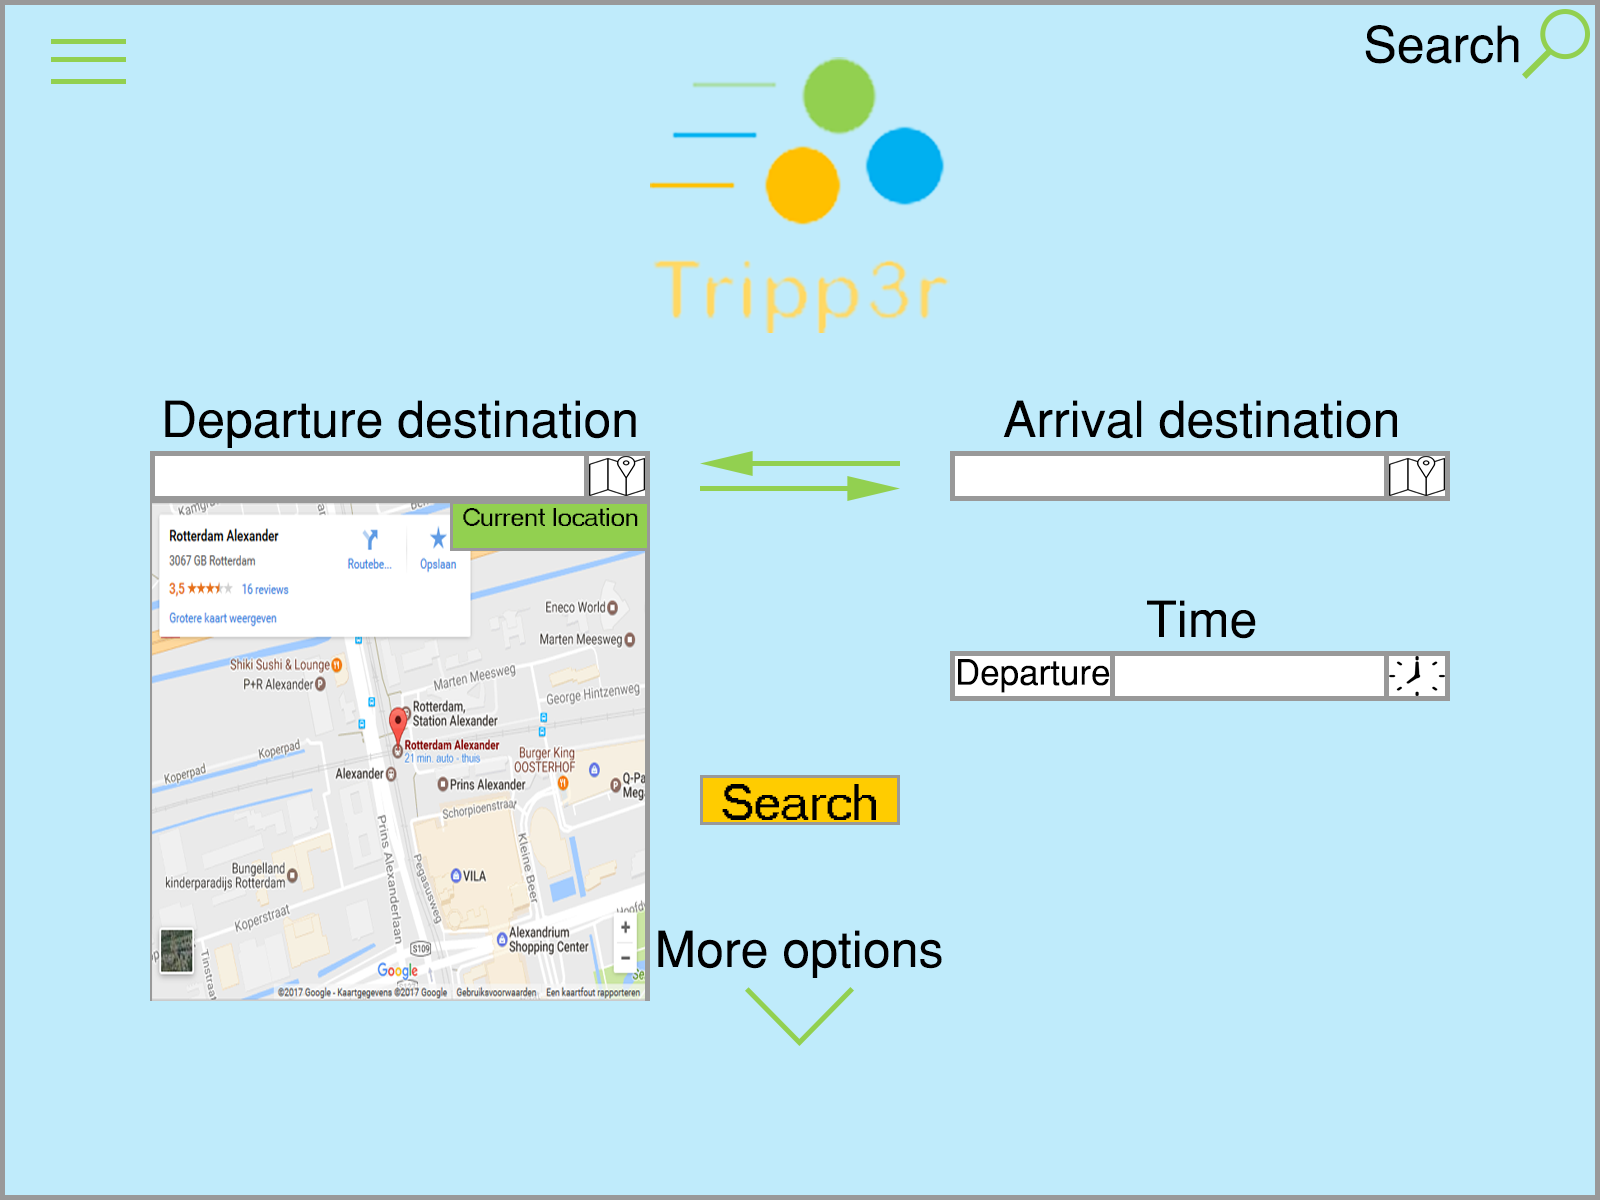 Search
Tripp3r
Departure destination
Arrival destination
Current location
Rotterdam Alexander
3067 GB Rotterdam
3,5
16 reviews
Grotere kaart weergeven
Routebe...
Opslaan
Eneco World
Marten Meesweg
Shiki Sushi & Lounge
P+R Alexander
Marten Meesweg
George Hintzenweg
Rotterdam,
Station Alexander
Rotterdam Alexander
21 min. auto - thuis
Koperpad
Koperpad
Alexander
Burger King
OOSTERHOF
Prins Alexander
Q-Pa
Meg
Schorpioenstraat
Prins Alexanderlaan
Pegasusweg
Kleine Beer
VILA
Bungelland
kinderparadijs Rotterdam
Koperstraat
Tinstraat
S109
Alexandrium
Shopping Center
Google
+
-
©2017 Google - Kaartgegevens ©2017 Google
Gebruiksvoorwaarden
Een kaartfout rapporteren
Time
Departure
Search
More options